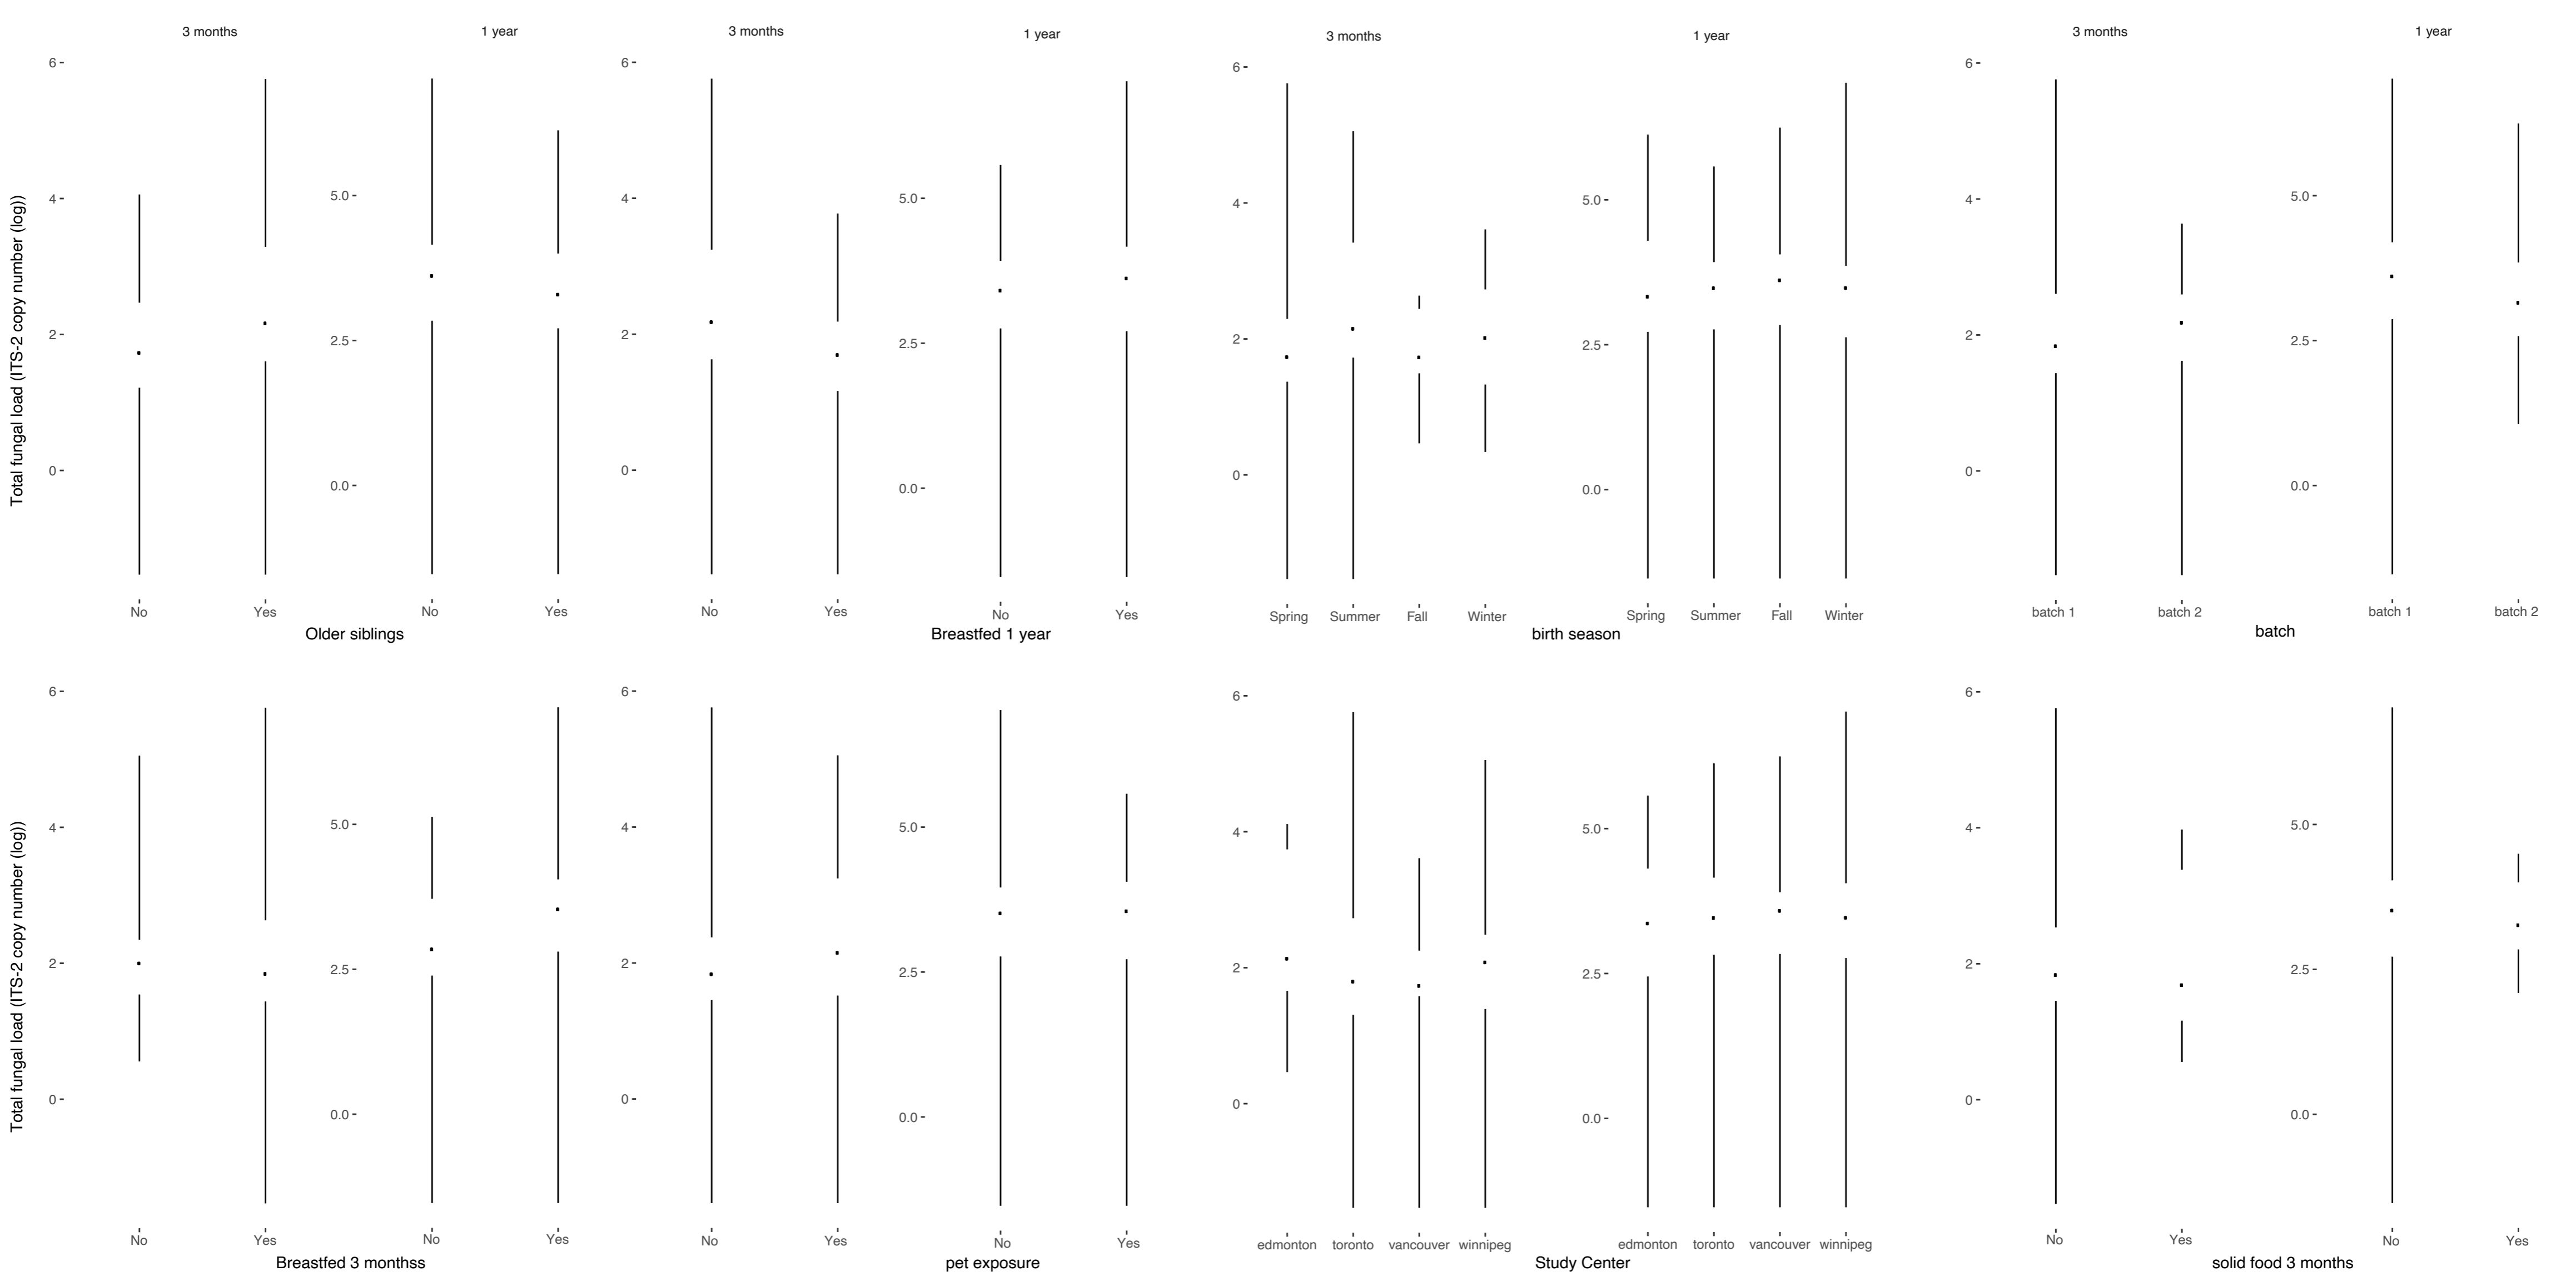 3 months 1 year 3 months 1 year 3 months 1 year 3 months 1 year
Total fungal load (ITS-2 copy number (log))
6 4 2 0
5.0 2.5 0.0
6 4 2 0
5.0 2.5 0.0
6 4 2 0
5.0 2.5 0.0
6 4 2 0
5.0 2.5 0.0
No Yes No Yes No Yes No Yes Spring Summer Fall Winter Spring Summer Fall Winter batch 1 batch 2 batch 1 batch 2
Older siblings Breastfed 1 year birth season batch
Total fungal load (ITS-2 copy number (log))
6 4 2 0
5.0 2.5 0.0
6 4 2 0
5.0 2.5 0.0
6 4 2 0
5.0 2.5 0.0
6 4 2 0
5.0 2.5 0.0
No Yes No Yes No Yes No Yes edmonton toronto vancouver winnipeg edmonton toronto vancouver winnipeg No Yes No Yes
Breastfed 3 monthss pet exposure Study Center solid food 3 months